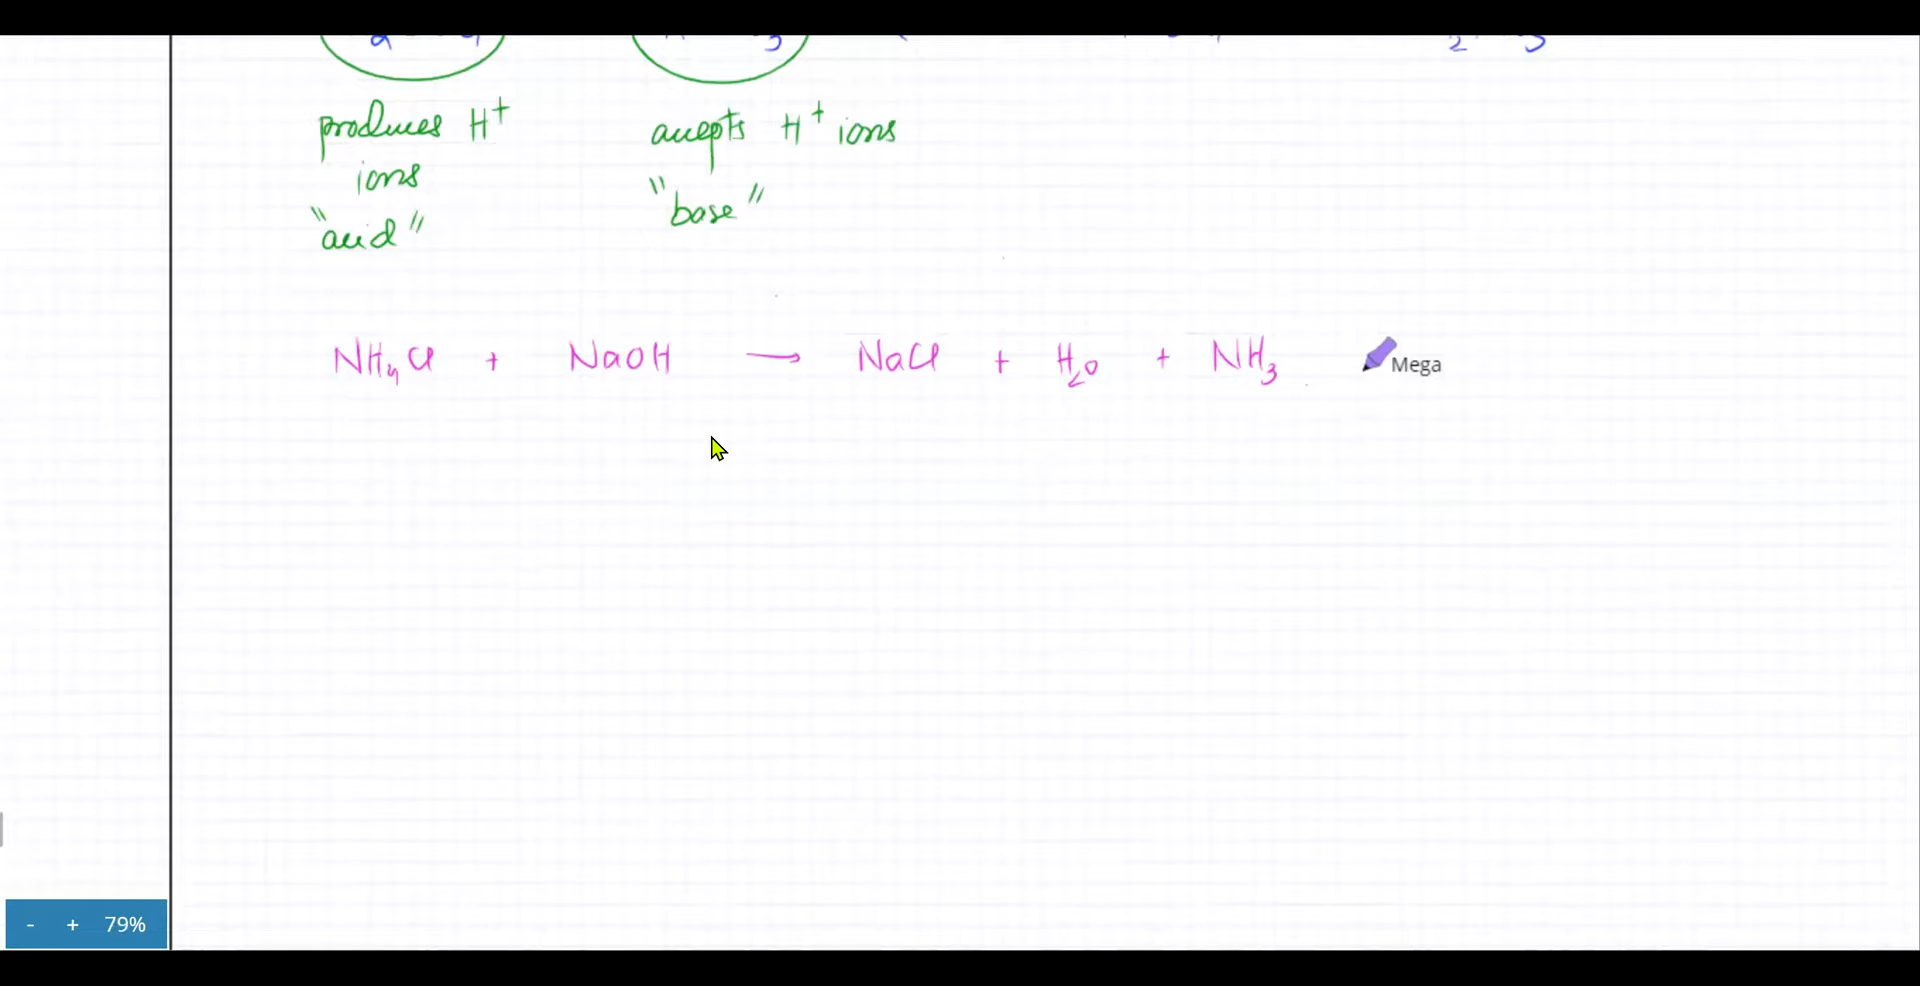 produces H⁺ accepts H⁺ ions
ions
"acid" "base"
NH₄Cl + NaOH → NaCl + H₂O + NH₃ Mega
- + 79%